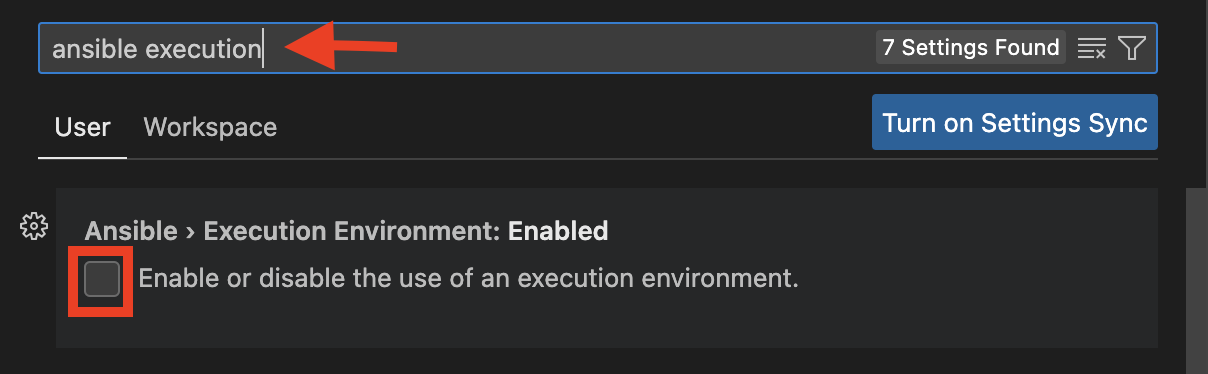 ansible execution 7 Settings Found
User Workspace Turn on Settings Sync
Ansible › Execution Environment: Enabled
Enable or disable the use of an execution environment.